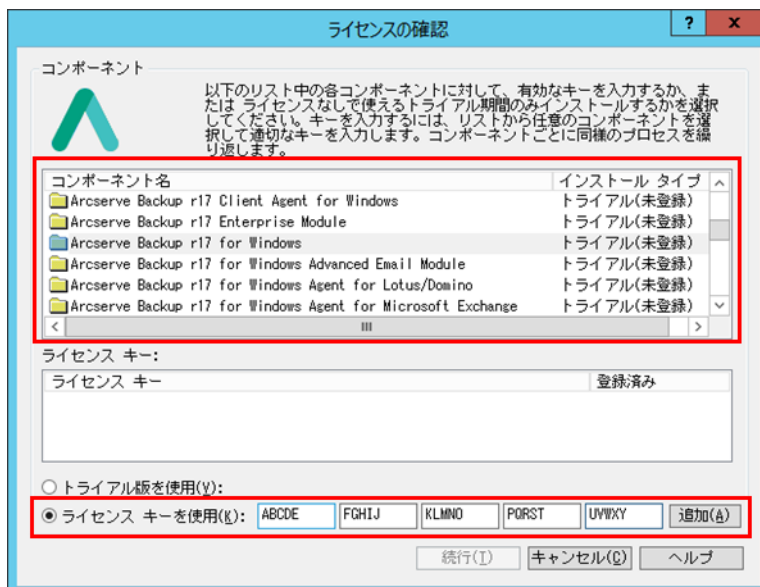 ライセンスの確認
?
x
コンポーネント
以下のリスト中の各コンポーネントに対して、有効なキーを入力するか、ま
たは ライセンスなしで使えるトライアル期間のみインストールするかを選択
してください。キーを入力するには、リストから任意のコンポーネントを選
択して適切なキーを入力します。コンポーネントごとに同様のプロセスを繰
り返します。
コンポーネント名 インストール タイプ
Arcserve Backup r17 Client Agent for Windows トライアル(未登録)
Arcserve Backup r17 Enterprise Module トライアル(未登録)
Arcserve Backup r17 for Windows トライアル(未登録)
Arcserve Backup r17 for Windows Advanced Email Module トライアル(未登録)
Arcserve Backup r17 for Windows Agent for Lotus/Domino トライアル(未登録)
Arcserve Backup r17 for Windows Agent for Microsoft Exchange トライアル(未登録)
ライセンス キー:
ライセンス キー 登録済み
トライアル版を使用(V):
ライセンス キーを使用(K): ABCDE FGHIJ KLMNO PQRST UVWXY 追加(A)
続行(T) キャンセル(C) ヘルプ